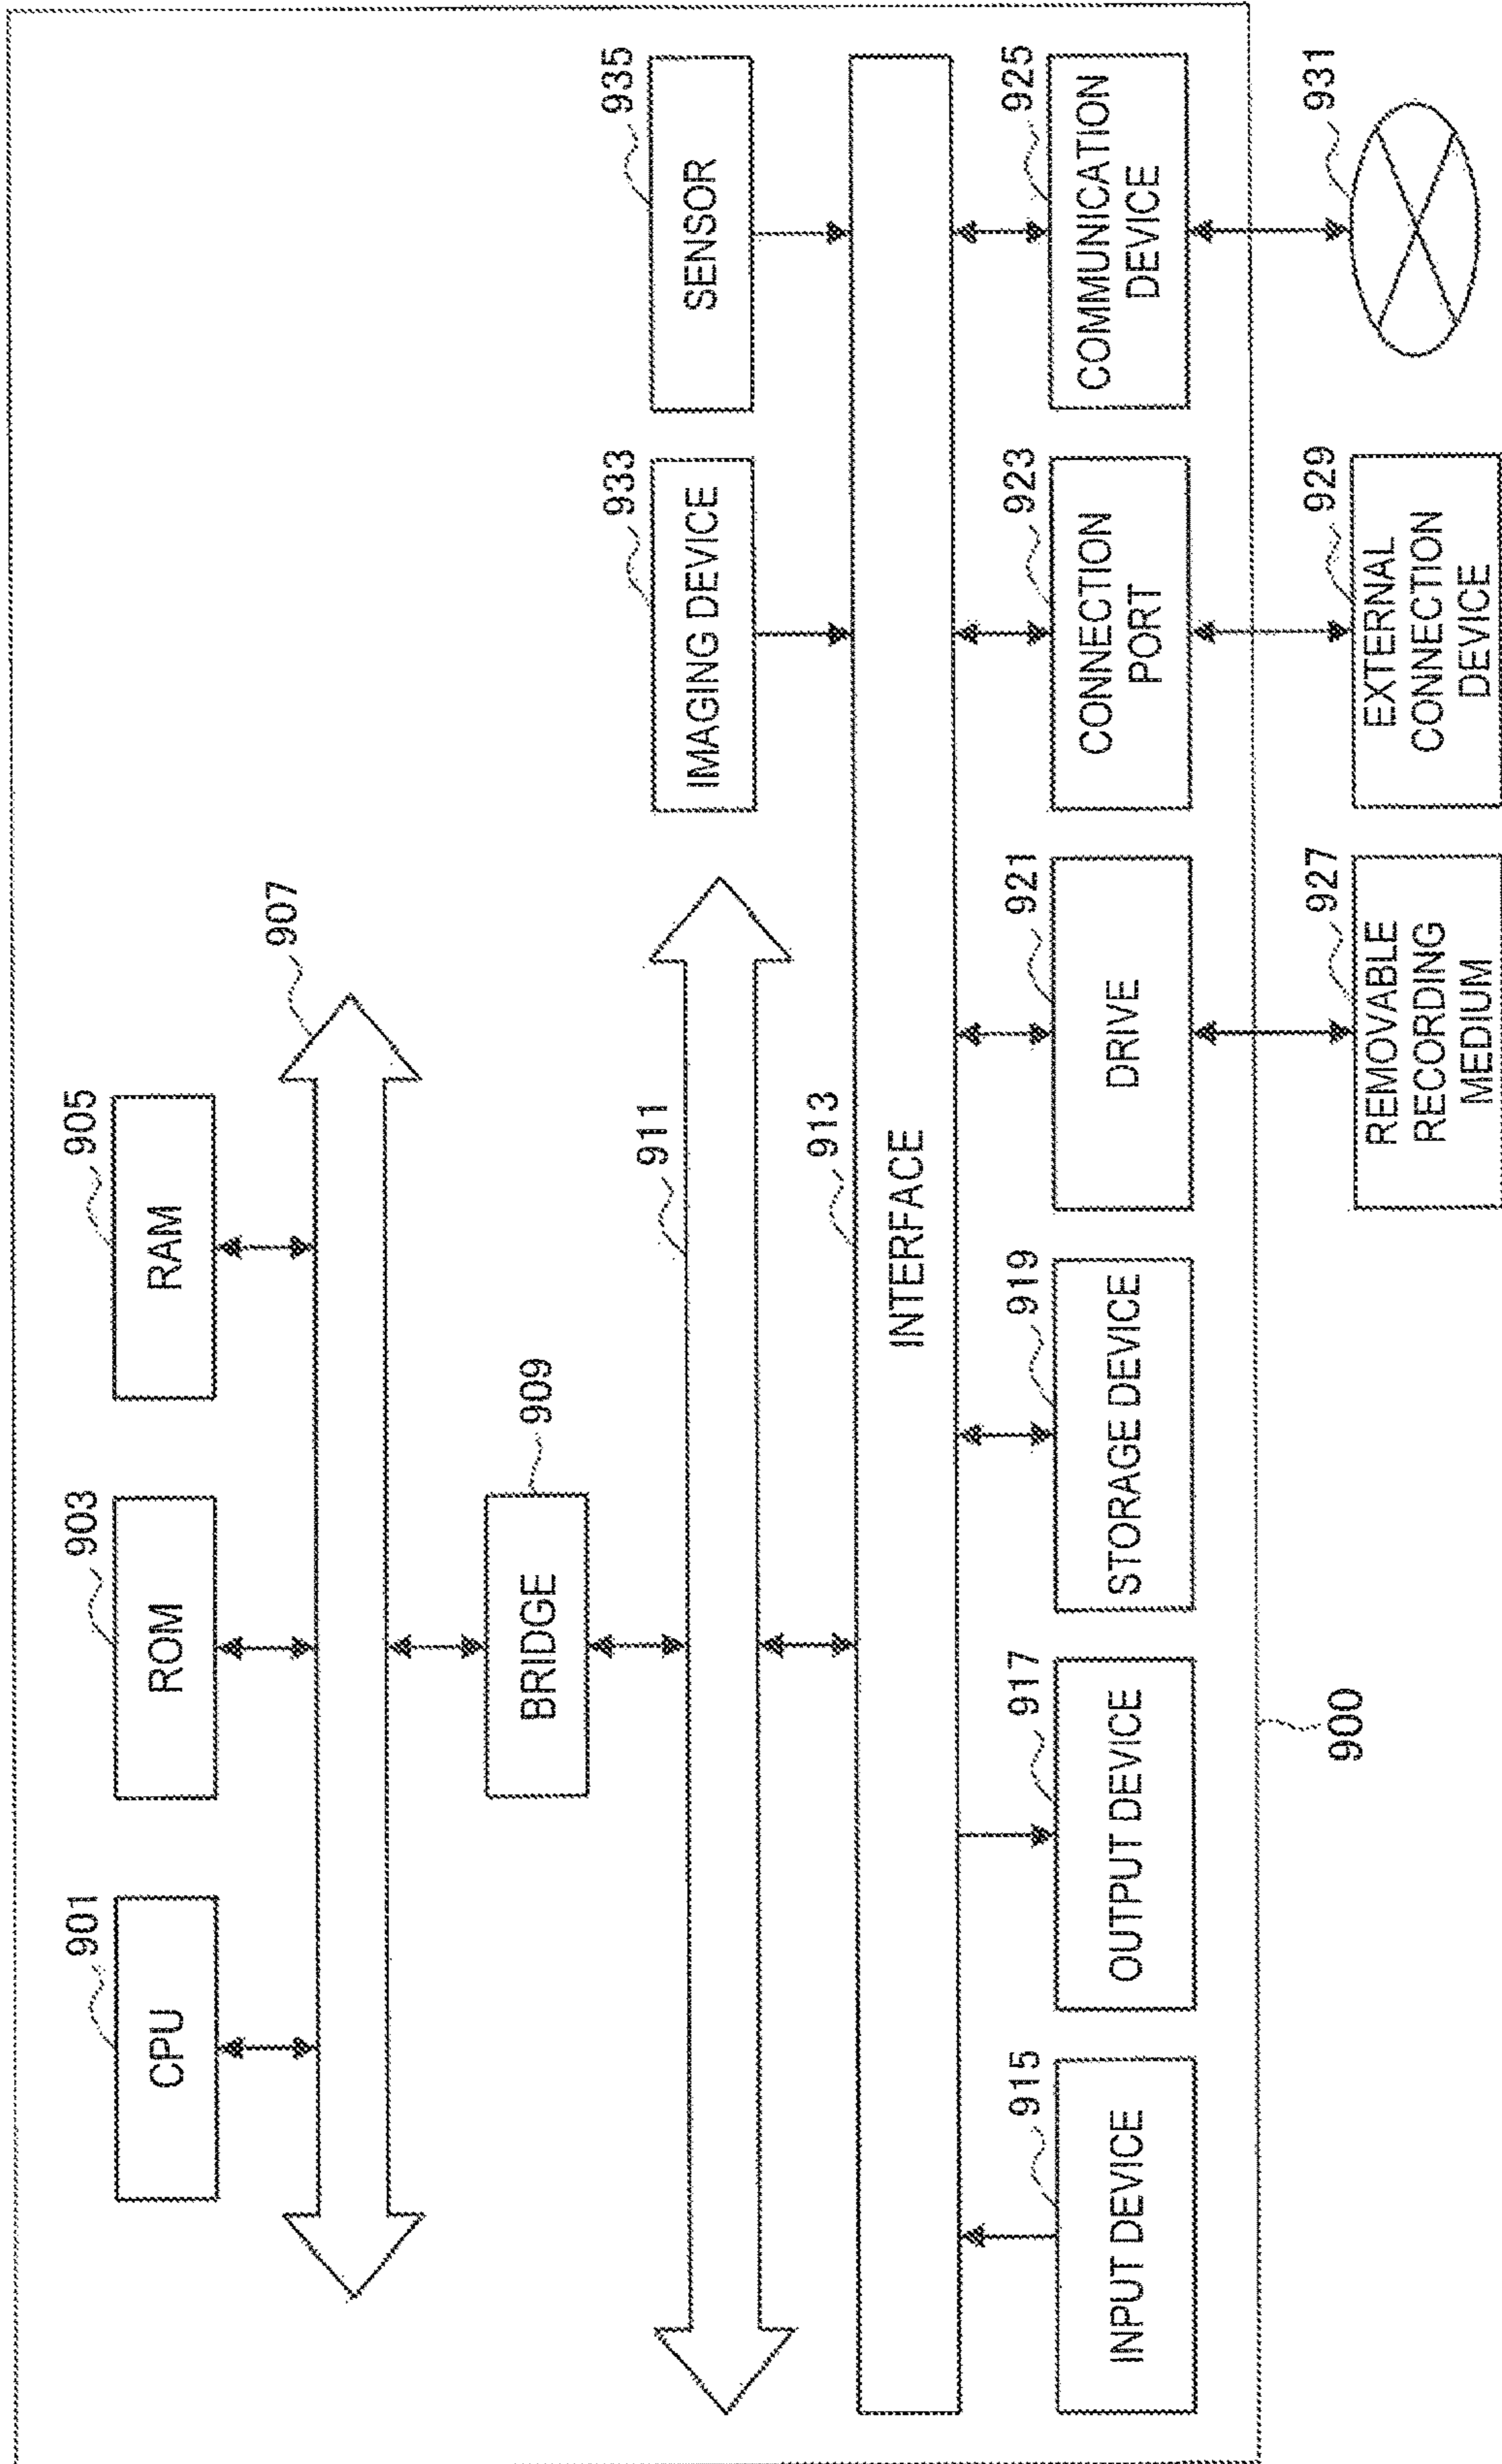 901
903
905
CPU
ROM
RAM
907
909
BRIDGE
911
933
935
IMAGING DEVICE
SENSOR
913
INTERFACE
915
917
919
921
923
925
INPUT DEVICE
OUTPUT DEVICE
STORAGE DEVICE
DRIVE
CONNECTION
PORT
COMMUNICATION
DEVICE
900
927
929
931
REMOVABLE
RECORDING
MEDIUM
EXTERNAL
CONNECTION
DEVICE